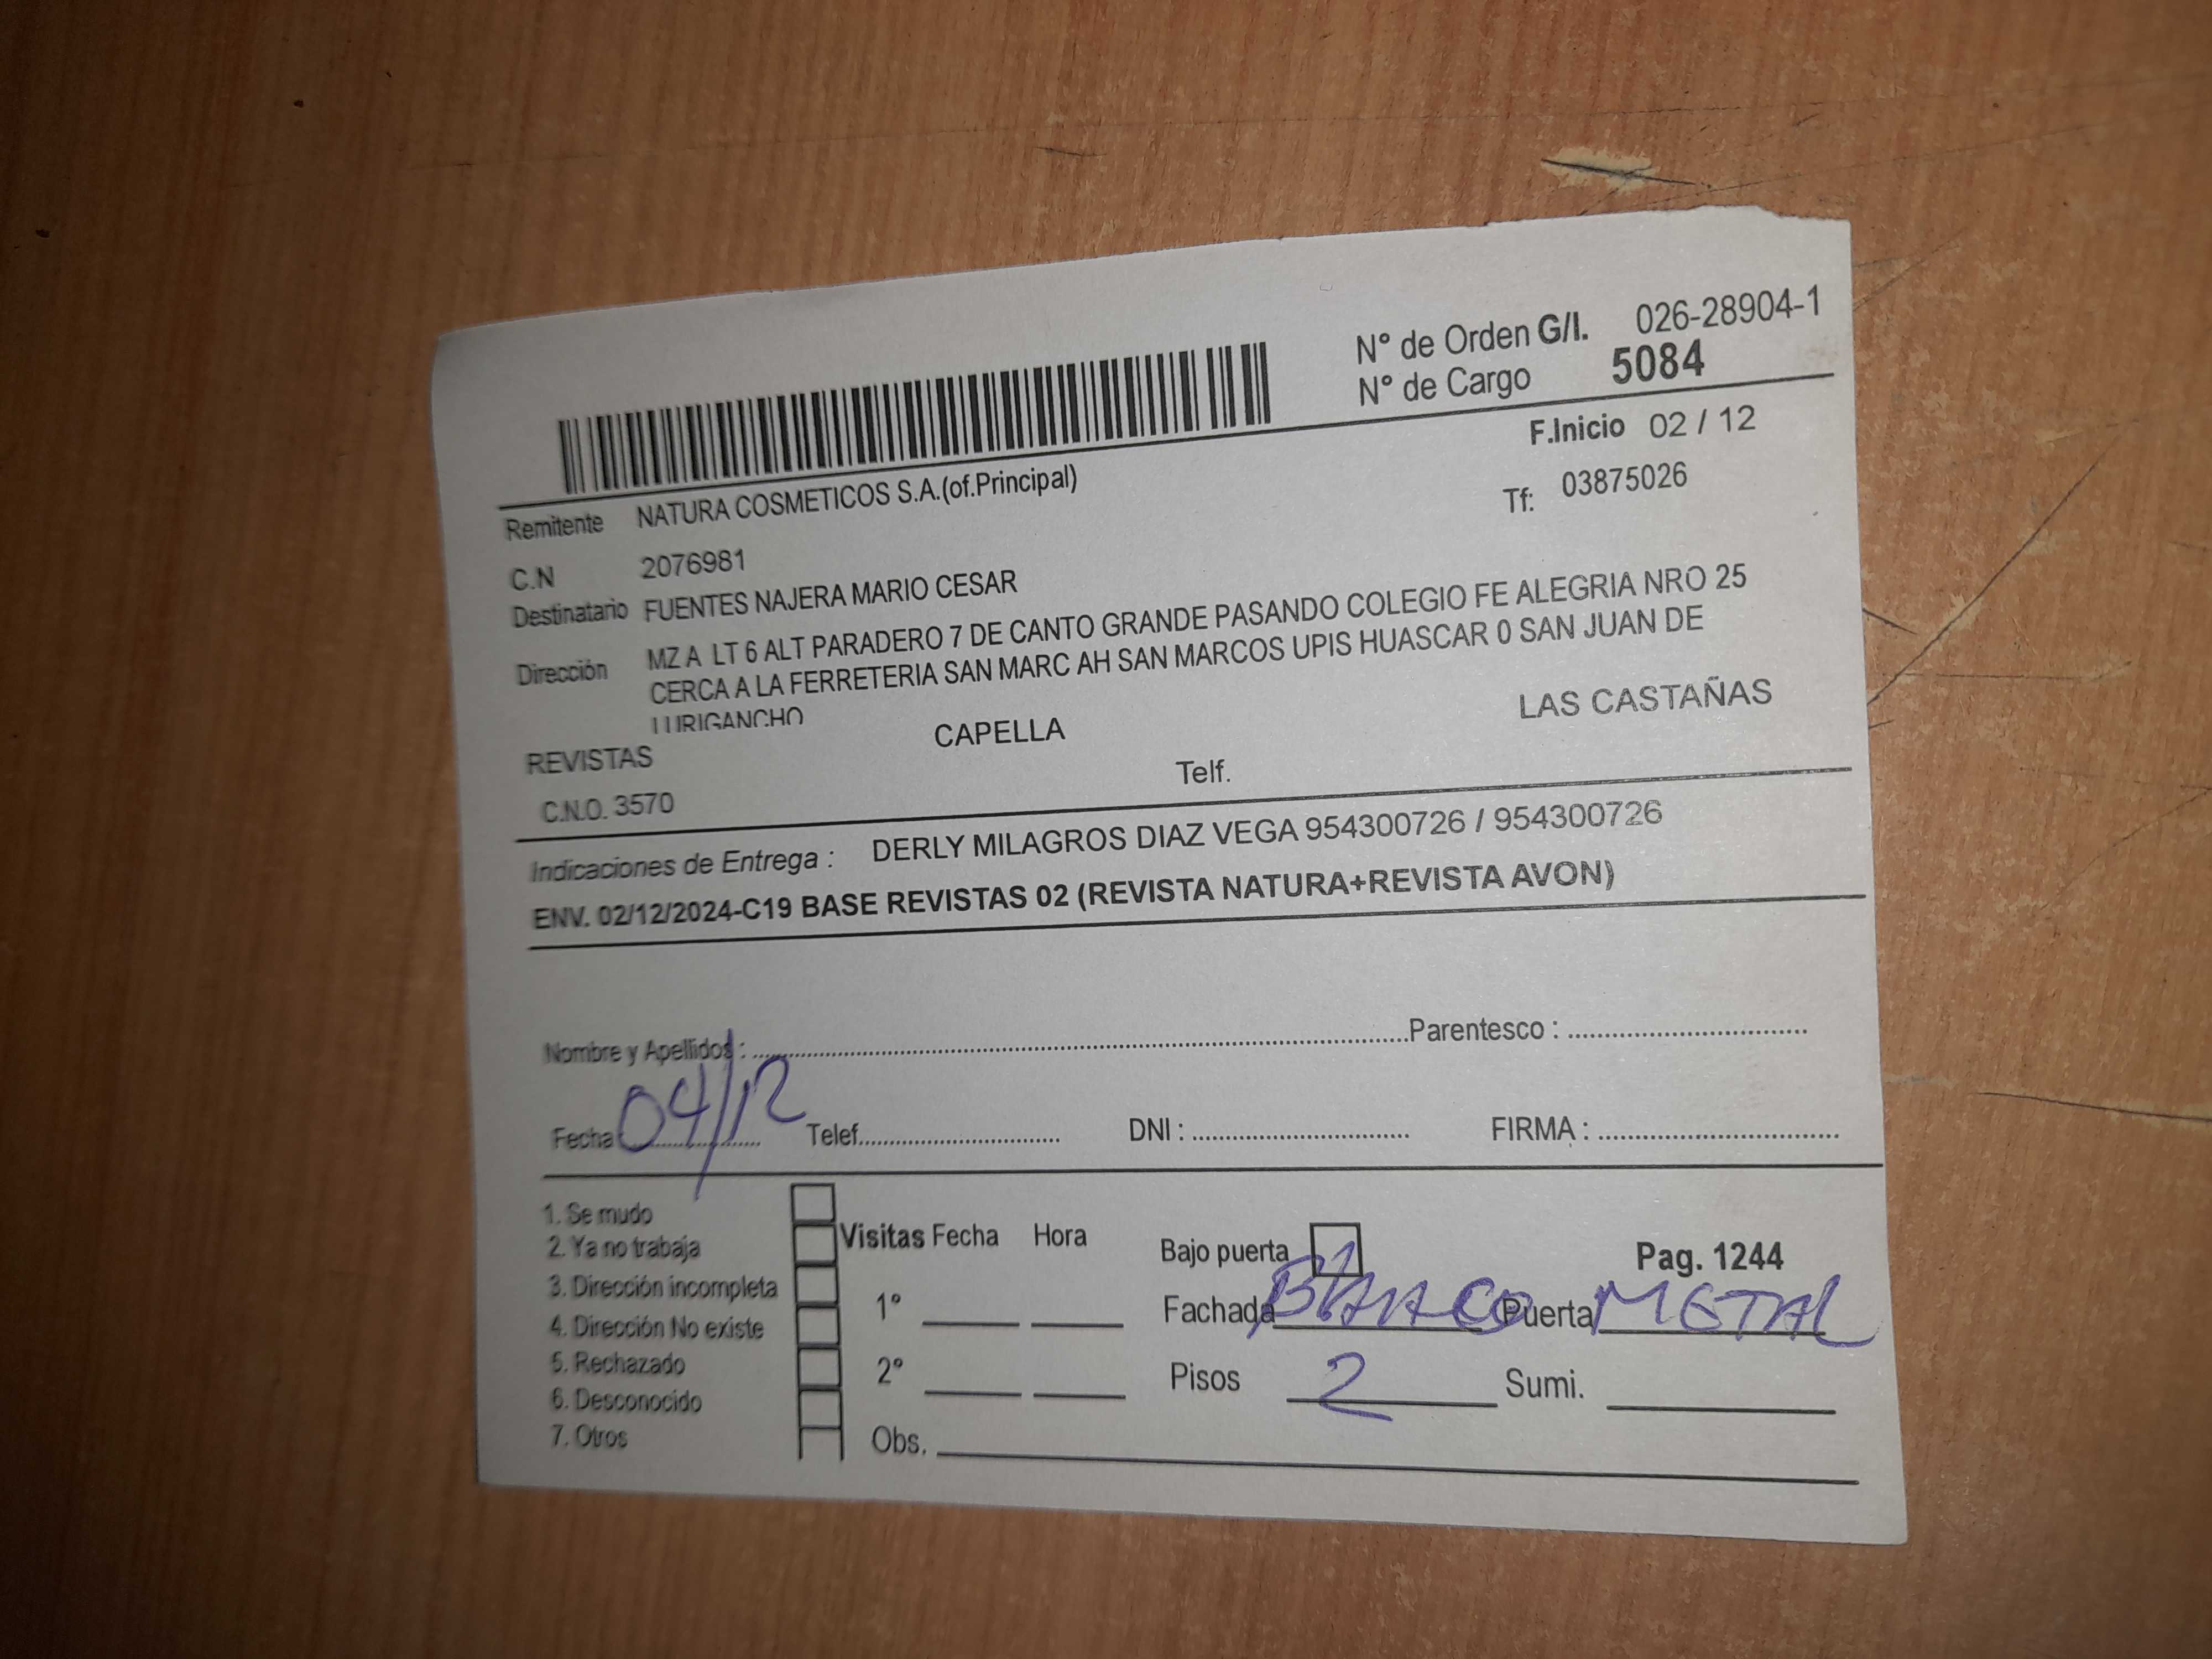 N° de Orden G/I. 026-28904-1
N° de Cargo 5084
F.Inicio 02 / 12
Remitente NATURA COSMETICOS S.A.(of.Principal) Tf: 03875026
C.N 2076981
Destinatario FUENTES NAJERA MARIO CESAR
Dirección MZ A LT 6 ALT PARADERO 7 DE CANTO GRANDE PASANDO COLEGIO FE ALEGRIA NRO 25
CERCA A LA FERRETERIA SAN MARC AH SAN MARCOS UPIS HUASCAR 0 SAN JUAN DE
LURIGANCHO
REVISTAS CAPELLA LAS CASTAÑAS
C.N.O. 3570 Telf.
Indicaciones de Entrega : DERLY MILAGROS DIAZ VEGA 954300726 / 954300726
ENV. 02/12/2024-C19 BASE REVISTAS 02 (REVISTA NATURA+REVISTA AVON)
Nombre y Apellidos : Parentesco :
Fecha 04/12 Telef. DNI : FIRMA :
1. Se mudo
2. Ya no trabaja Visitas Fecha Hora Bajo puerta Pag. 1244
3. Dirección incompleta
4. Dirección No existe 1° Fachada BLANCO Puerta METAL
5. Rechazado 2° Pisos 2 Sumi.
6. Desconocido
7. Otros Obs.